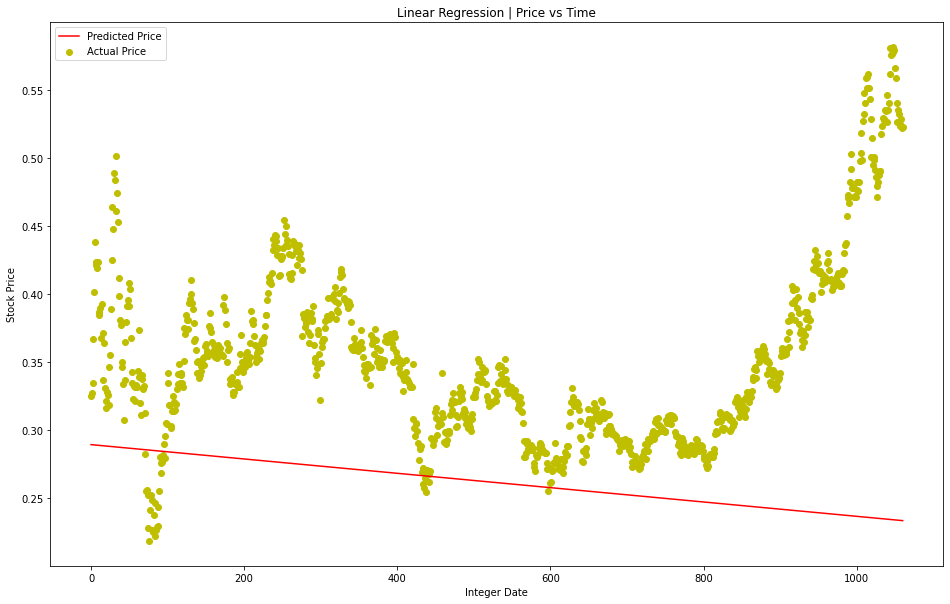 Linear Regression | Price vs Time
Predicted Price
Actual Price
0.55
0.50
0.45
0.40
0.35
0.30
0.25
Stock Price
0 200 400 600 800 1000
Integer Date